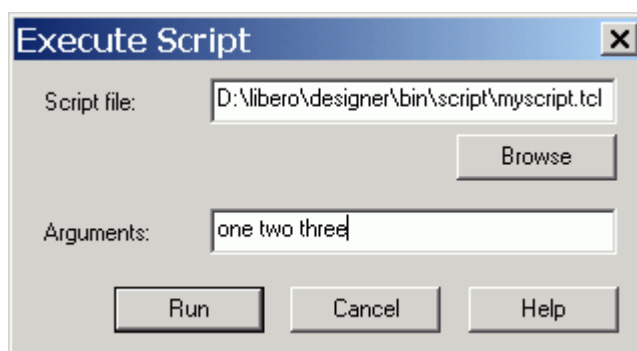 Execute Script
Script file: D:\libero\designer\bin\script\myscript.tcl
Browse
Arguments: one two three
Run Cancel Help